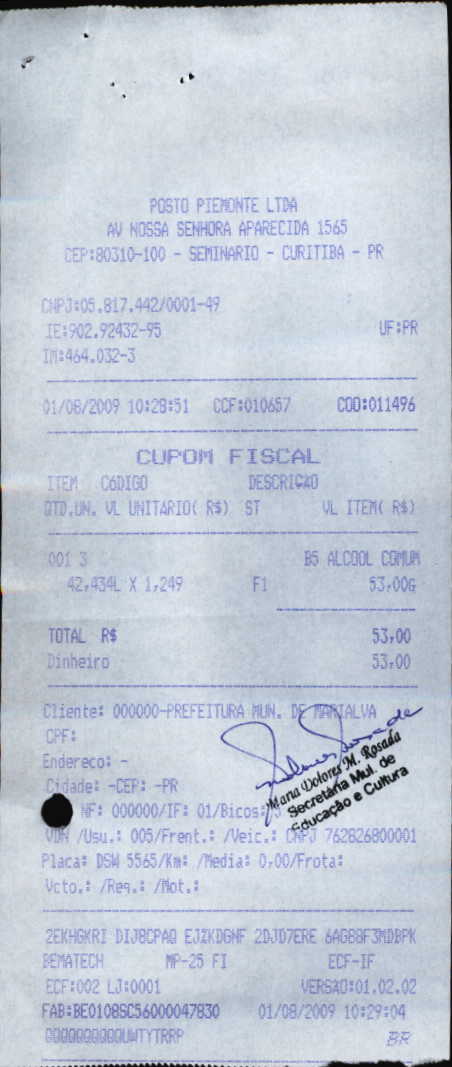 POSTO PIEMONTE LTDA
AV NOSSA SENHORA APARECIDA 1565
CEP:80310-100 - SEMINARIO - CURITIBA - PR
CNPJ:05.817.442/0001-49
IE:902.92432-95 UF:PR
IM:464.032-3
01/08/2009 10:28:51 CCF:010657 COO:011496
CUPOM FISCAL
ITEM CÓDIGO DESCRIÇÃO
QTD.UN. VL UNITÁRIO( R$) ST VL ITEM( R$)
001 3 B5 ALCOOL COMUM
42,434L X 1,249 F1 53,00G
TOTAL R$ 53,00
Dinheiro 53,00
Cliente: 000000-PREFEITURA MUN. DE MARIALVA
CPF:
Endereco: -
Cidade: -CEP: -PR
Maria Dolores M. Rosada
Secretária Mul. de
Educação e Cultura
NF: 000000/IF: 01/Bicos:
VDN /Usu.: 005/Frent.: /Veic.: CNPJ 762826800001
Placa: DSW 5565/Km: /Media: 0,00/Frota:
Vcto.: /Req.: /Mot.:
2EKHGKRI DIJBCPAQ EJZKDGNF 2DJD7ERE 6AGB8F3MDBPK
BEMATECH MP-25 FI ECF-IF
ECF:002 LJ:0001 VERSÃO:01.02.02
FAB:BE0108SC56000047830 01/08/2009 10:29:04
QQQQQQQQQQUWTYTRRP BR